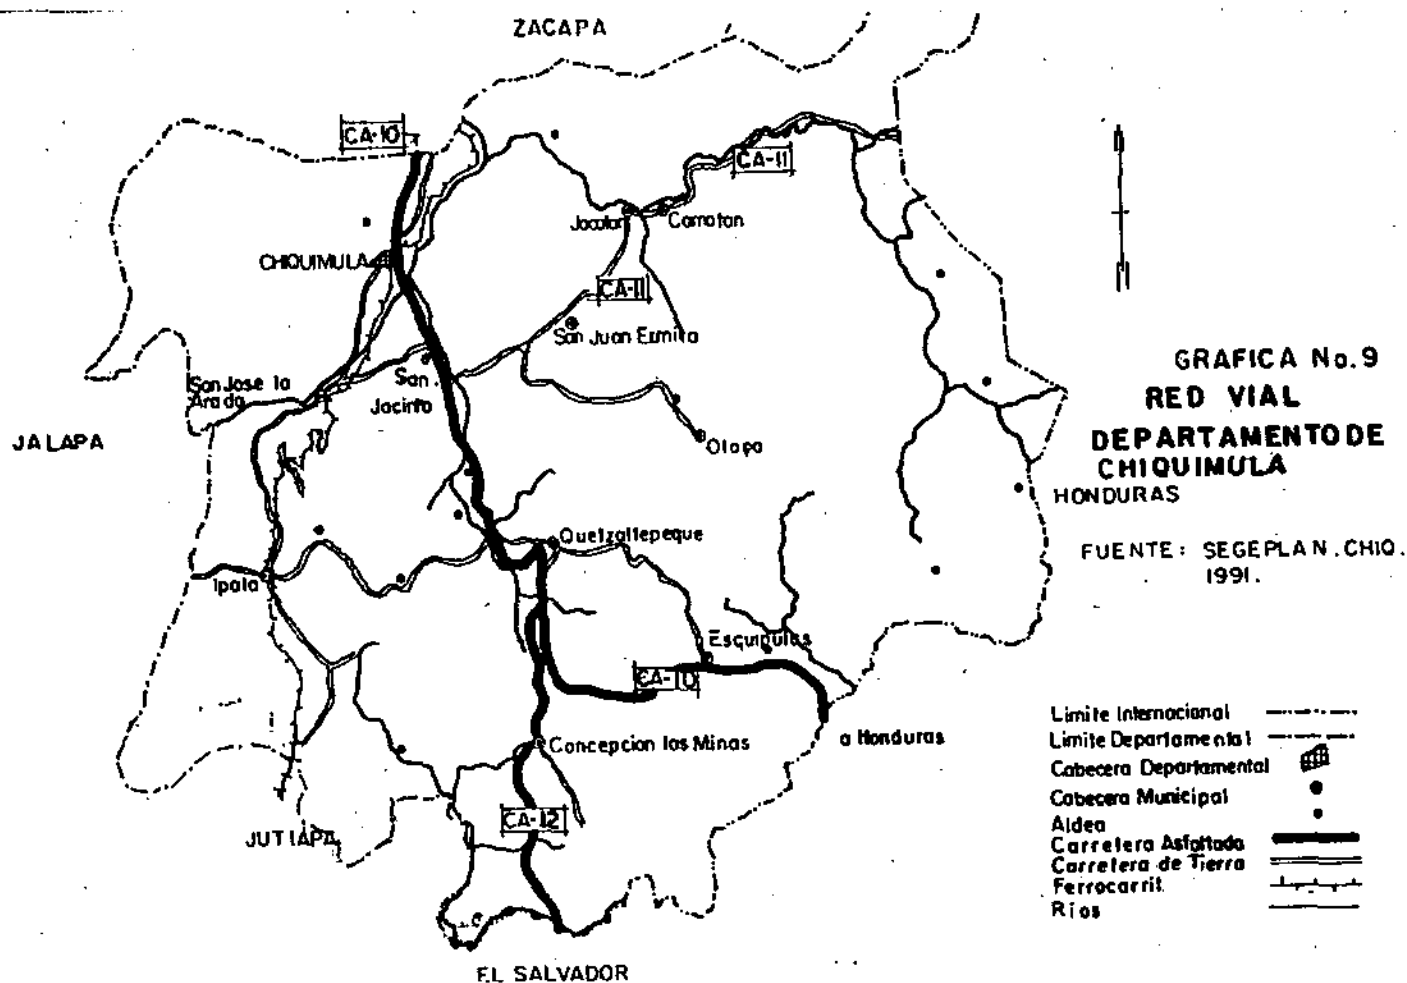 ZACAPA
CA-10
CA-11
Jocotan
Camotan
CHIQUIMULA
CA-11
San Juan Ermita
GRAFICA No.9
RED VIAL
DEPARTAMENTO DE
CHIQUIMULA
San Jose la
Arada
San
Jacinto
JALAPA
Olopa
HONDURAS
Quetzaltepeque
FUENTE: SEGEPLAN. CHIQ.
1991.
Ipala
Esquipulas
CA-10
Concepcion las Minas
a Honduras
Limite Internacional
Limite Departamental
Cabecera Departamental
Cabecera Municipal
Aldea
Carretera Asfaltada
Carretera de Tierra
Ferrocarril
Rios
CA-12
JUTIAPA
EL SALVADOR